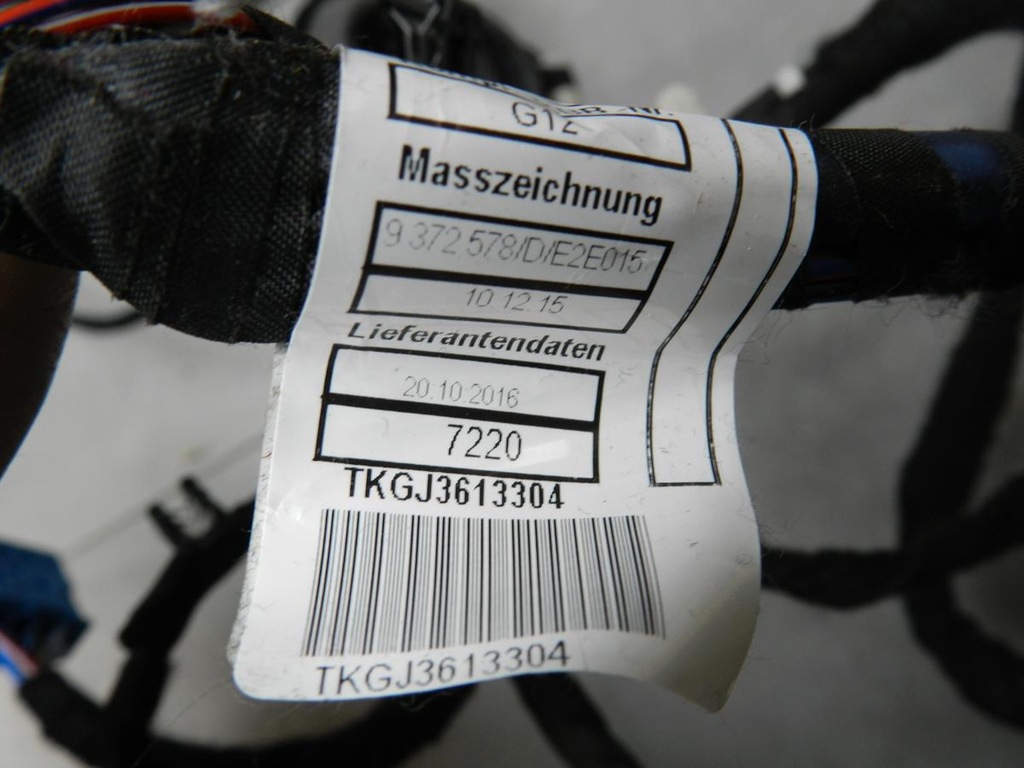 G12
Masszeichnung
9 372 578/D/E2E015
10.12.15
Lieferantendaten
20.10.2016
7220
TKGJ3613304
TKGJ3613304